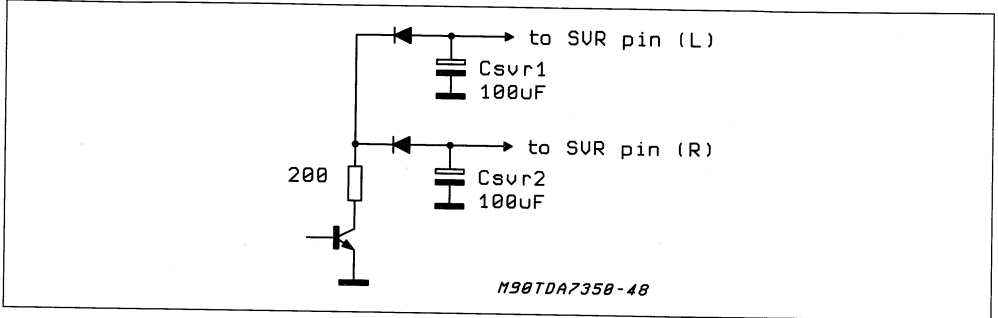 to SVR pin (L)
Csvr1
100uF
to SVR pin (R)
200
Csvr2
100uF
M90TDA7350-48